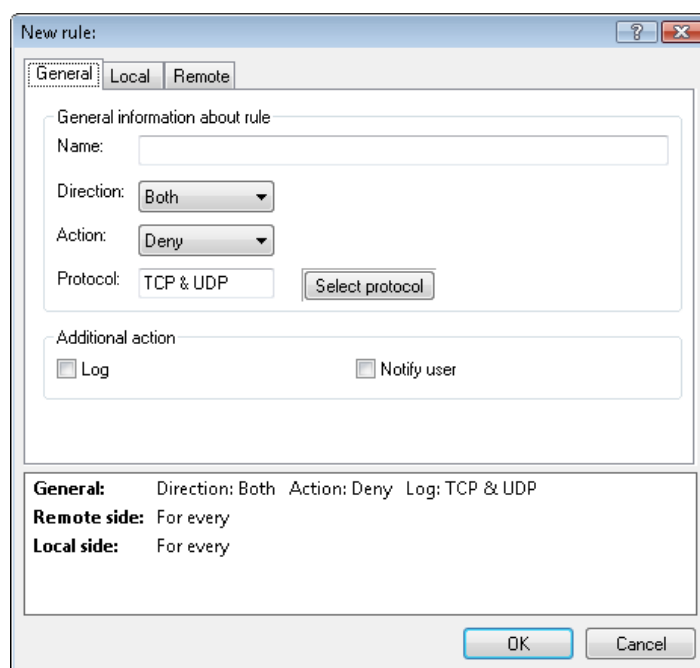 New rule:
General Local Remote
General information about rule
Name:
Direction: Both
Action: Deny
Protocol: TCP & UDP Select protocol
Additional action
Log Notify user
General: Direction: Both Action: Deny Log: TCP & UDP
Remote side: For every
Local side: For every
OK Cancel